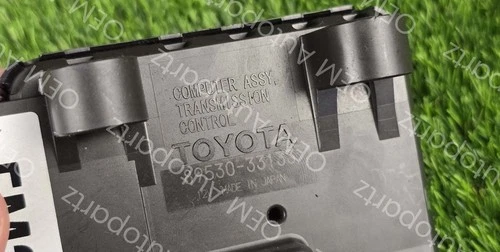 COMPUTER ASSY,
TRANSMISSION
CONTROL
TOYOTA
MADE IN JAPAN
OEM Autopartz